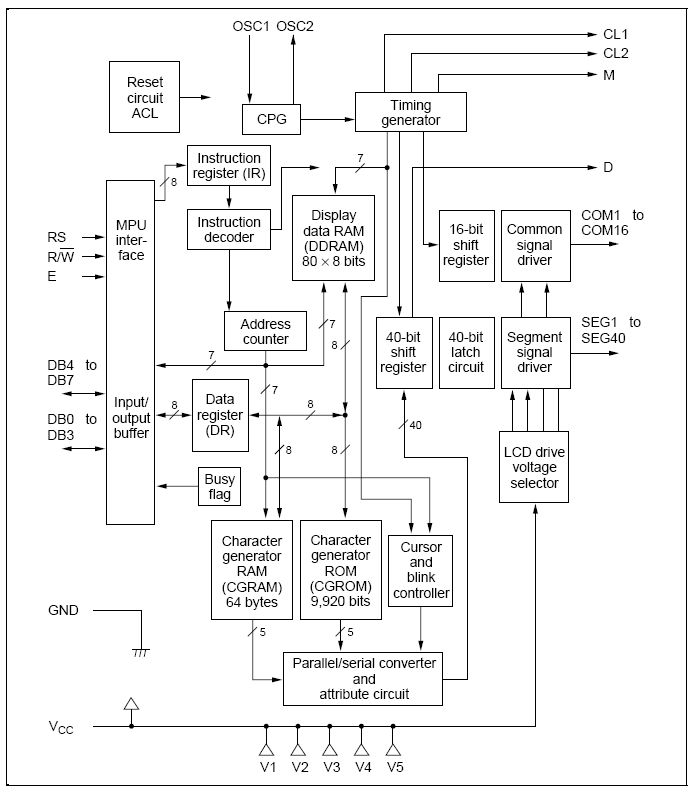 OSC1 OSC2
CL1
CL2
M
Reset
circuit
ACL
CPG
Timing
generator
D
7
8
Instruction
register (IR)
MPU
inter-
face
Instruction
decoder
Display
data RAM
(DDRAM)
80 × 8 bits
16-bit
shift
register
Common
signal
driver
COM1 to
COM16
RS
R/W̅
E
Address
counter
7
8
40-bit
shift
register
40-bit
latch
circuit
Segment
signal
driver
SEG1 to
SEG40
7
DB4 to
DB7
7
Input/
output
buffer
8
Data
register
(DR)
8
DB0 to
DB3
40
8
8
LCD drive
voltage
selector
Busy
flag
Character
generator
RAM
(CGRAM)
64 bytes
Character
generator
ROM
(CGROM)
9,920 bits
Cursor
and
blink
controller
GND
5
5
Parallel/serial converter
and
attribute circuit
VCC
V1 V2 V3 V4 V5